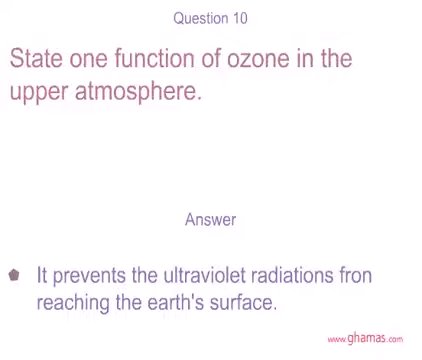 Question 10
State one function of ozone in the
upper atmosphere.
Answer
It prevents the ultraviolet radiations fron
reaching the earth's surface.
www.ghamas.com